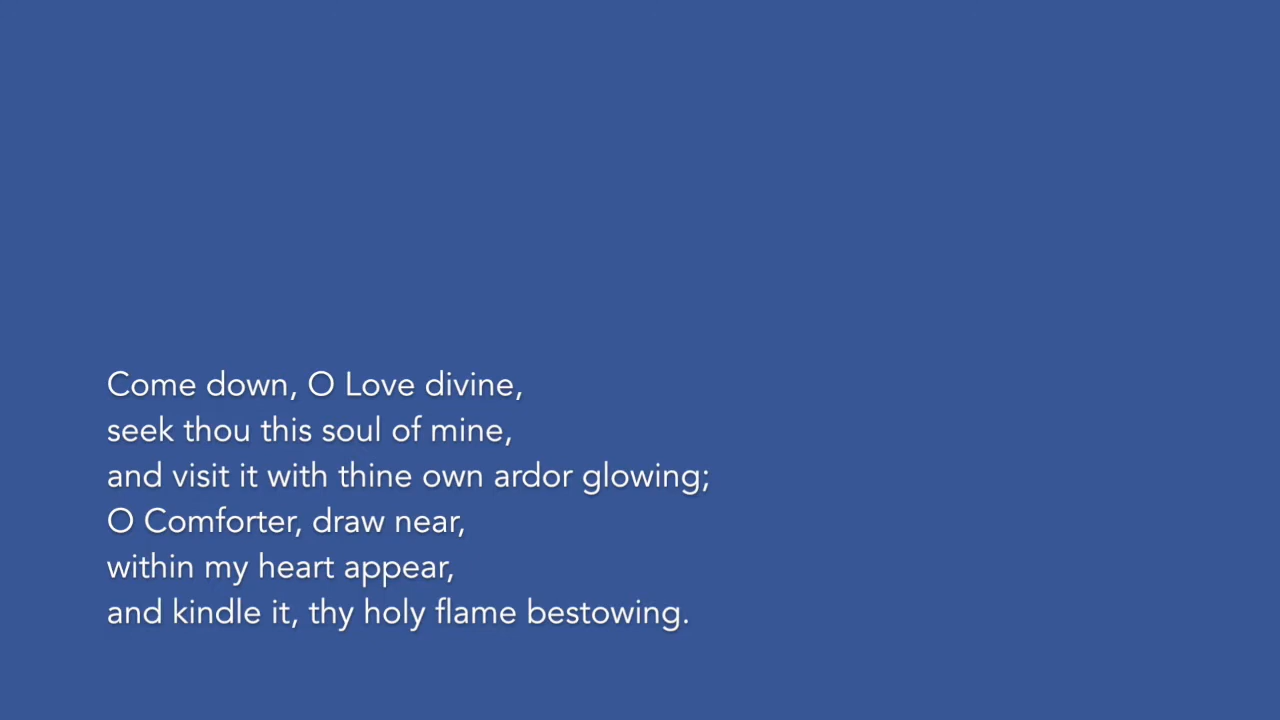 Come down, O Love divine,
seek thou this soul of mine,
and visit it with thine own ardor glowing;
O Comforter, draw near,
within my heart appear,
and kindle it, thy holy flame bestowing.